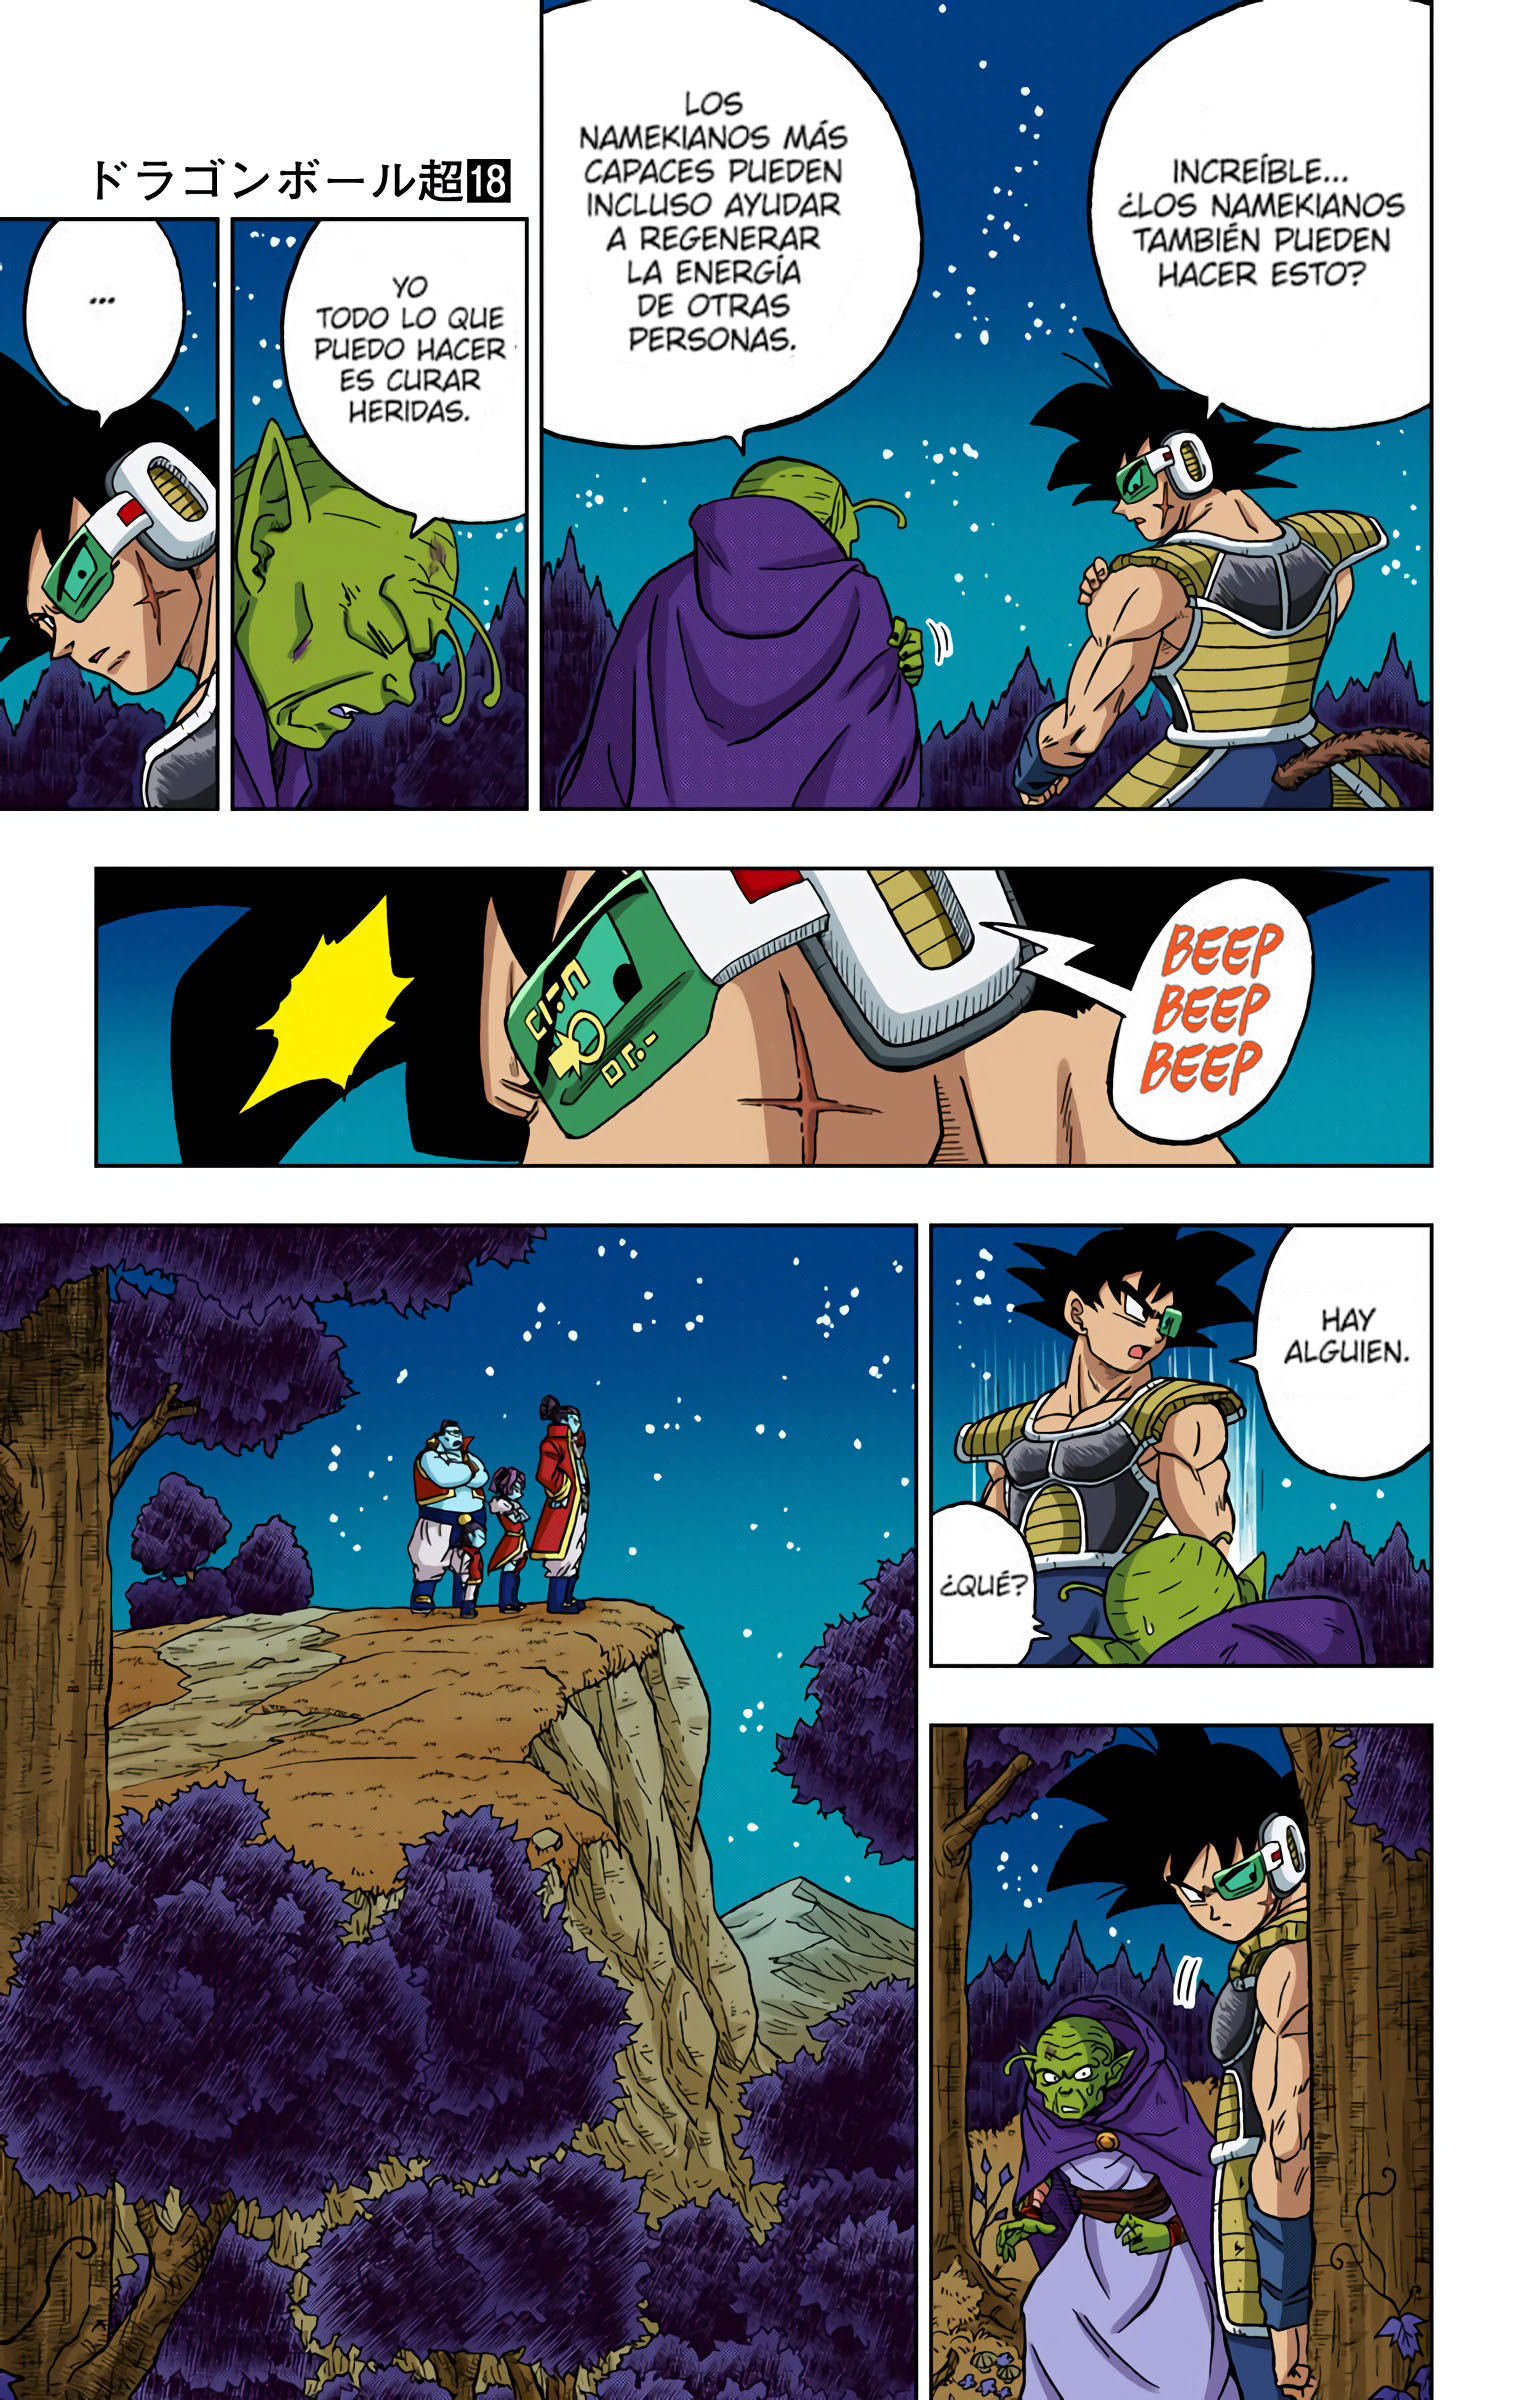 ドラゴンボール超18
INCREÍBLE...
¿LOS NAMEKIANOS
TAMBIÉN PUEDEN
HACER ESTO?
LOS
NAMEKIANOS MÁS
CAPACES PUEDEN
INCLUSO AYUDAR
A REGENERAR
LA ENERGÍA
DE OTRAS
PERSONAS.
YO
TODO LO QUE
PUEDO HACER
ES CURAR
HERIDAS.
...
BEEP
BEEP
BEEP
HAY
ALGUIEN.
¿QUÉ?